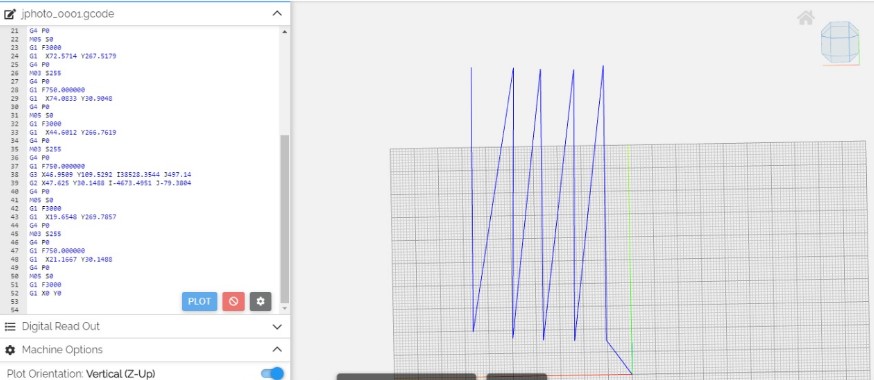 jphoto_0001.gcode
21 G4 P0
22 M05 S0
23 G1 F3000
24 G1 X72.5714 Y267.5179
25 G4 P0
26 M03 S255
27 G4 P0
28 G1 F750.000000
29 G1 X74.0833 Y30.9048
30 G4 P0
31 M05 S0
32 G1 F3000
33 G1 X44.6012 Y266.7619
34 G4 P0
35 M03 S255
36 G4 P0
37 G1 F750.000000
38 G3 X46.9509 Y109.5292 I38528.3544 J497.14
39 G2 X47.625 Y30.1488 I-4673.4951 J-79.3804
40 G4 P0
41 M05 S0
42 G1 F3000
43 G1 X19.6548 Y269.7857
44 G4 P0
45 M03 S255
46 G4 P0
47 G1 F750.000000
48 G1 X21.1667 Y30.1488
49 G4 P0
50 M05 S0
51 G1 F3000
52 G1 X0 Y0
53
54
PLOT
Digital Read Out
Machine Options
Plot Orientation: Vertical (Z-Up)